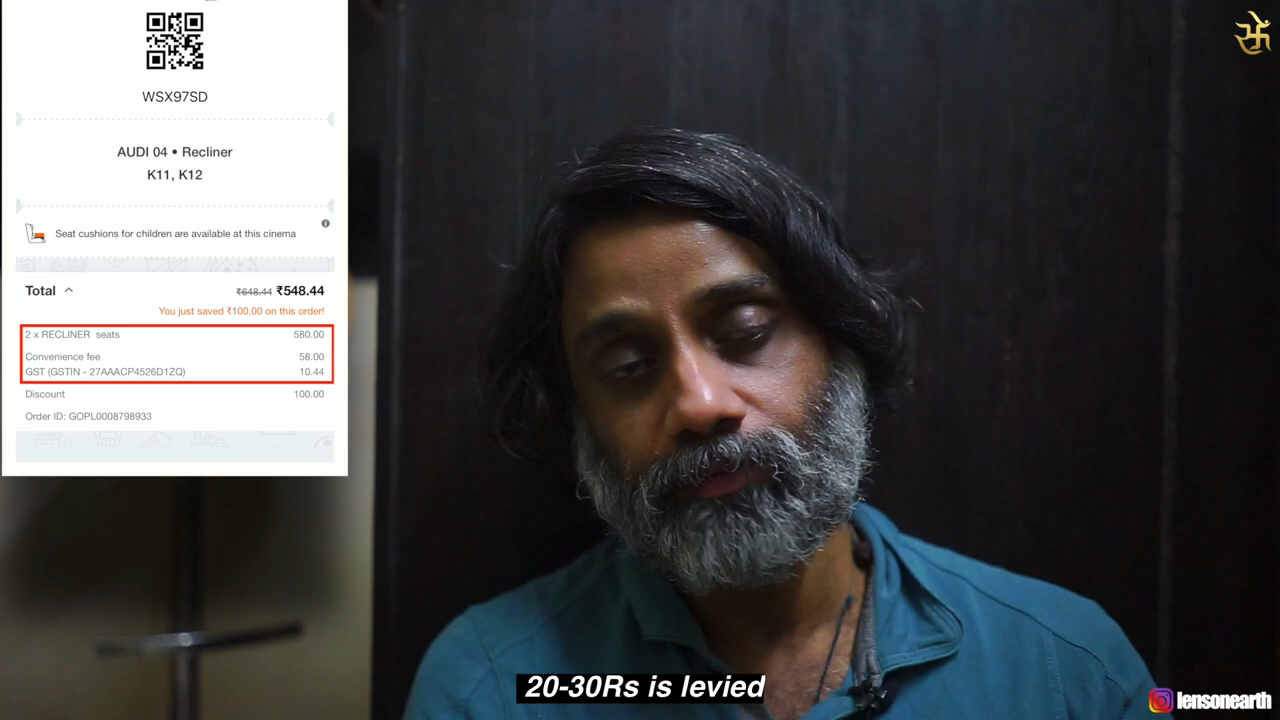 WSX97SD
AUDI 04 • Recliner
K11, K12
Seat cushions for children are available at this cinema
Total ₹648.44 ₹548.44
You just saved ₹100.00 on this order!
2 x RECLINER seats 580.00
Convenience fee 58.00
GST (GSTIN - 27AAACP4526D1ZQ) 10.44
Discount 100.00
Order ID: GOPL0008798933
20-30Rs is levied
lensonearth